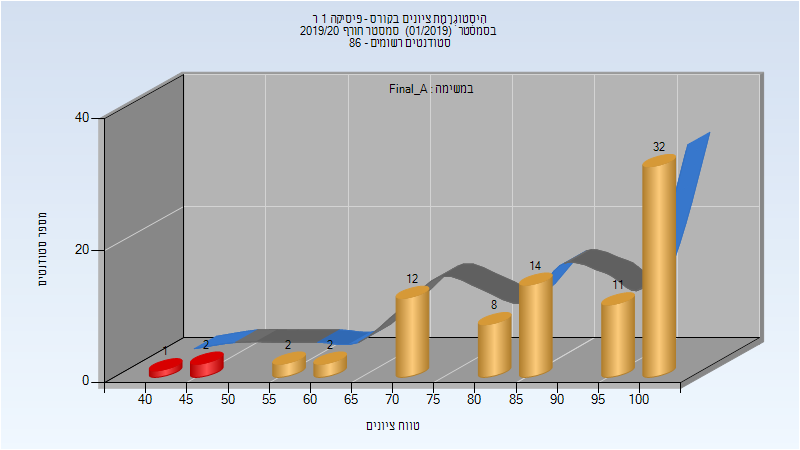 היסטוגרמת ציונים בקורס - פיסיקה 1 ר
בסמסטר (01/2019) סמסטר חורף 2019/20
סטודנטים רשומים - 86
במשימה : Final_A
מספר סטודנטים
40
20
0
1
2
2
2
12
8
14
11
32
40 45 50 55 60 65 70 75 80 85 90 95 100
טווח ציונים